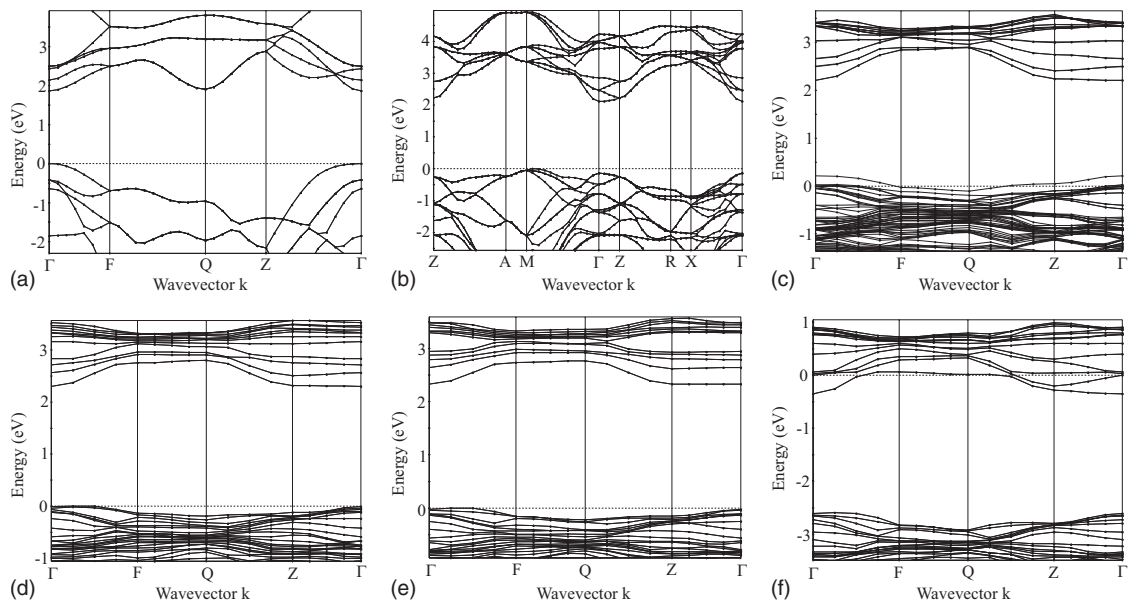 3
2
1
0
-1
-2
Energy (eV)
Γ F Q Z Γ
(a) Wavevector k
4
3
2
1
0
-1
-2
Energy (eV)
Z A M Γ Z R X Γ
(b) Wavevector k
3
2
1
0
-1
Energy (eV)
Γ F Q Z Γ
(c) Wavevector k
3
2
1
0
-1
Energy (eV)
Γ F Q Z Γ
(d) Wavevector k
3
2
1
0
Energy (eV)
Γ F Q Z Γ
(e) Wavevector k
1
0
-1
-2
-3
Energy (eV)
Γ F Q Z Γ
(f) Wavevector k